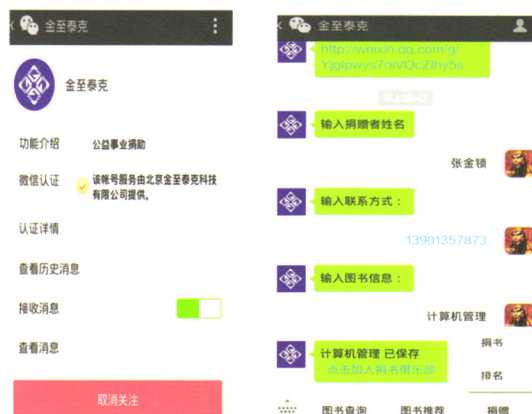 金至泰克
金至泰克
功能介绍 公益事业捐助
微信认证 该帐号服务由北京金至泰克科技
有限公司提供。
认证详情
查看历史消息
接收消息
查看消息
取消关注
金至泰克
http://weixin.qq.com/g/
输入捐赠者姓名
张金锁
输入联系方式：
13901357873
输入图书信息：
计算机管理
计算机管理 已保存
点击加入捐书俱乐部
捐书
排名
图书查询 图书推荐 捐赠